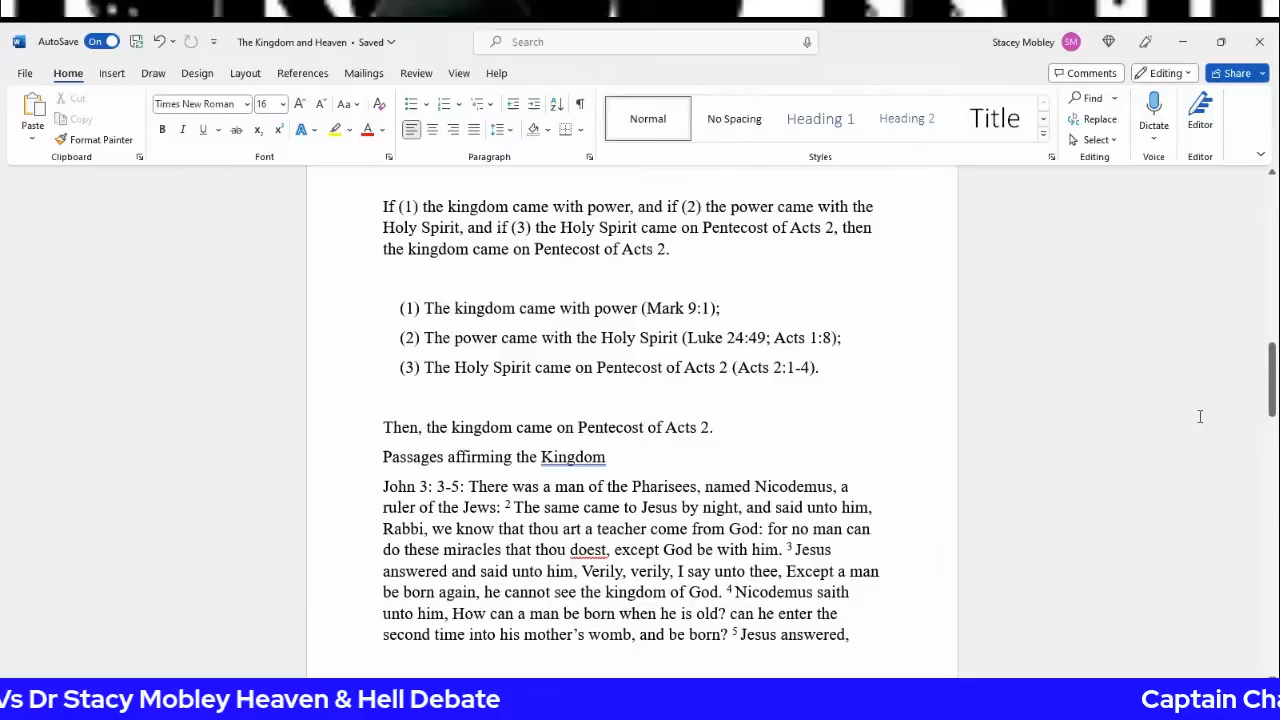 AutoSave On The Kingdom and Heaven • Saved Search Stacey Mobley SM
File Home Insert Draw Design Layout References Mailings Review View Help Comments Editing Share
Paste Cut Copy Format Painter
Clipboard
Times New Roman 16 A A Aa A
B I U ab x₂ x² A A
Font
Paragraph
Normal No Spacing Heading 1 Heading 2 Title
Styles
Find Replace Select
Editing
Dictate
Voice
Editor
Editor
If (1) the kingdom came with power, and if (2) the power came with the
Holy Spirit, and if (3) the Holy Spirit came on Pentecost of Acts 2, then
the kingdom came on Pentecost of Acts 2.
(1) The kingdom came with power (Mark 9:1);
(2) The power came with the Holy Spirit (Luke 24:49; Acts 1:8);
(3) The Holy Spirit came on Pentecost of Acts 2 (Acts 2:1-4).
Then, the kingdom came on Pentecost of Acts 2.
Passages affirming the Kingdom
John 3: 3-5: There was a man of the Pharisees, named Nicodemus, a
ruler of the Jews: ² The same came to Jesus by night, and said unto him,
Rabbi, we know that thou art a teacher come from God: for no man can
do these miracles that thou doest, except God be with him. ³ Jesus
answered and said unto him, Verily, verily, I say unto thee, Except a man
be born again, he cannot see the kingdom of God. ⁴ Nicodemus saith
unto him, How can a man be born when he is old? can he enter the
second time into his mother's womb, and be born? ⁵ Jesus answered,
Vs Dr Stacy Mobley Heaven & Hell Debate Captain Cha